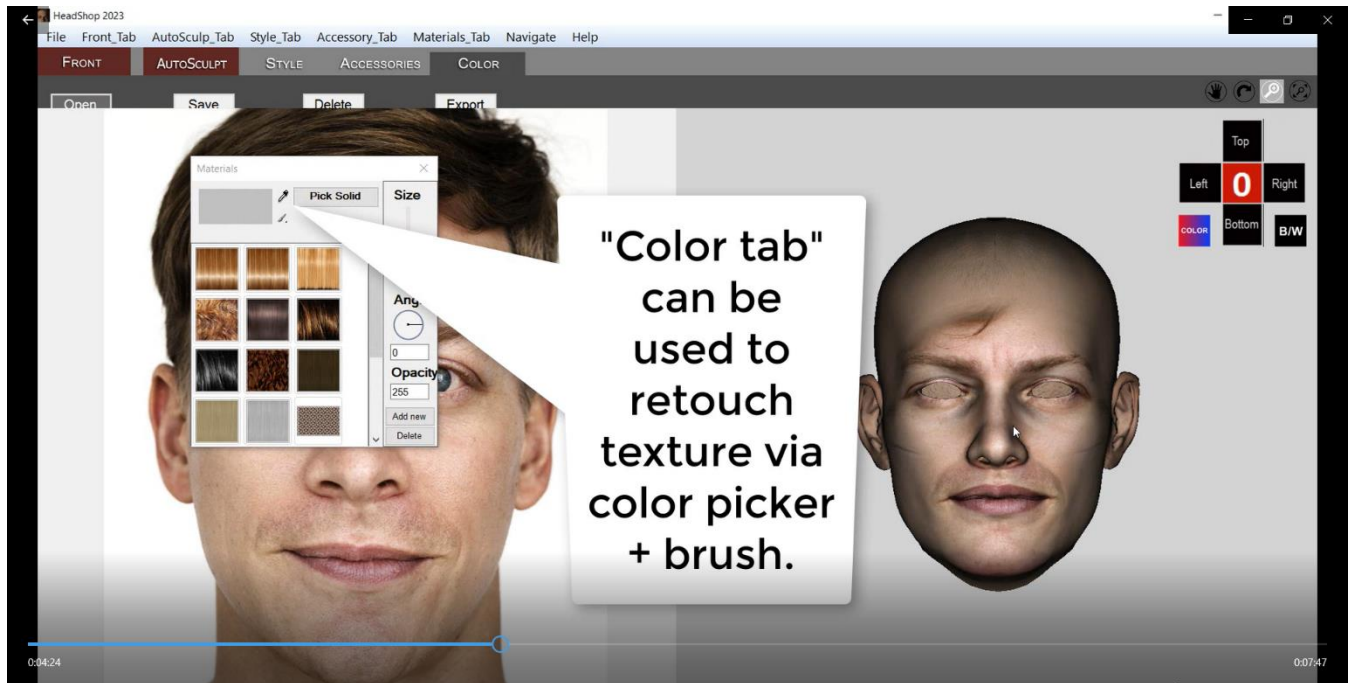 HeadShop 2023
File Front_Tab AutoSculp_Tab Style_Tab Accessory_Tab Materials_Tab Navigate Help
FRONT AUTOSCULPT STYLE ACCESSORIES COLOR
Open Save Delete Export
Materials
Pick Solid Size
Angle
0
Opacity
255
Add new
Delete
"Color tab"
can be
used to
retouch
texture via
color picker
+ brush.
Top
Left 0 Right
COLOR Bottom B/W
0:04:24 0:07:47